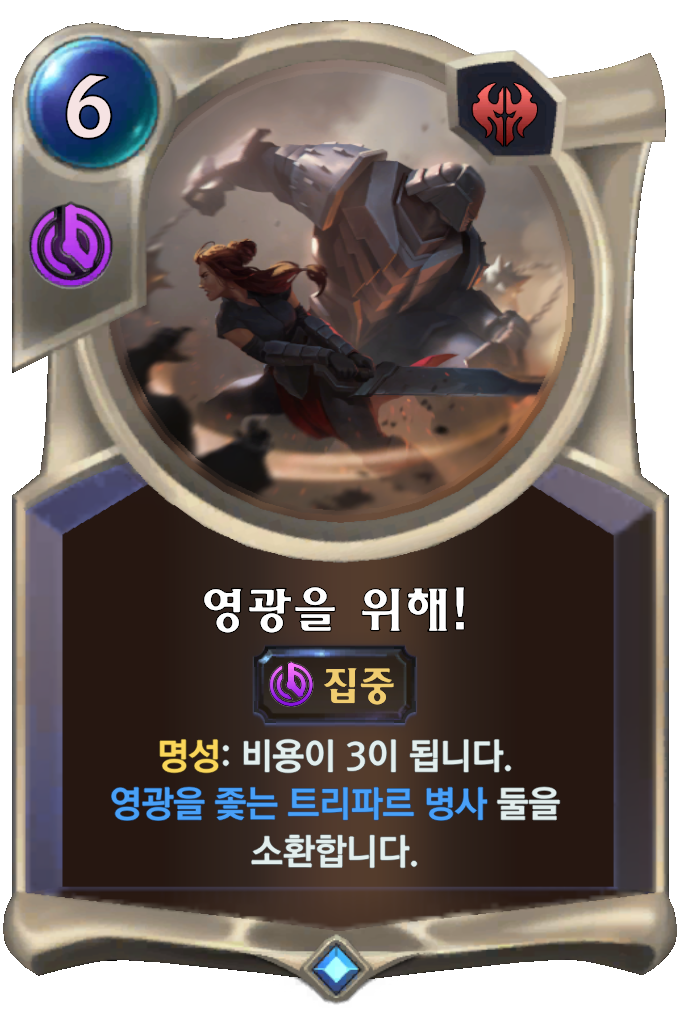 6
영광을 위해!
집중
명성: 비용이 3이 됩니다.
영광을 좇는 트리파르 병사 둘을
소환합니다.